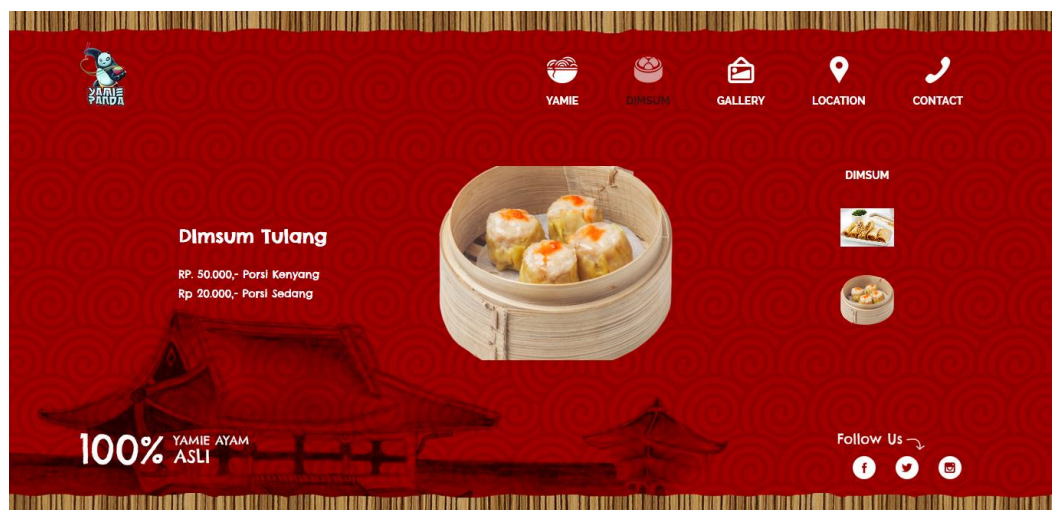 YAMIE
PANDA
YAMIE
DIMSUM
GALLERY
LOCATION
CONTACT
DIMSUM
DImsum Tulang
RP. 50.000,- Porsi Kenyang
Rp 20.000,- Porsi Sedang
100% YAMIE AYAM
ASLI
Follow Us